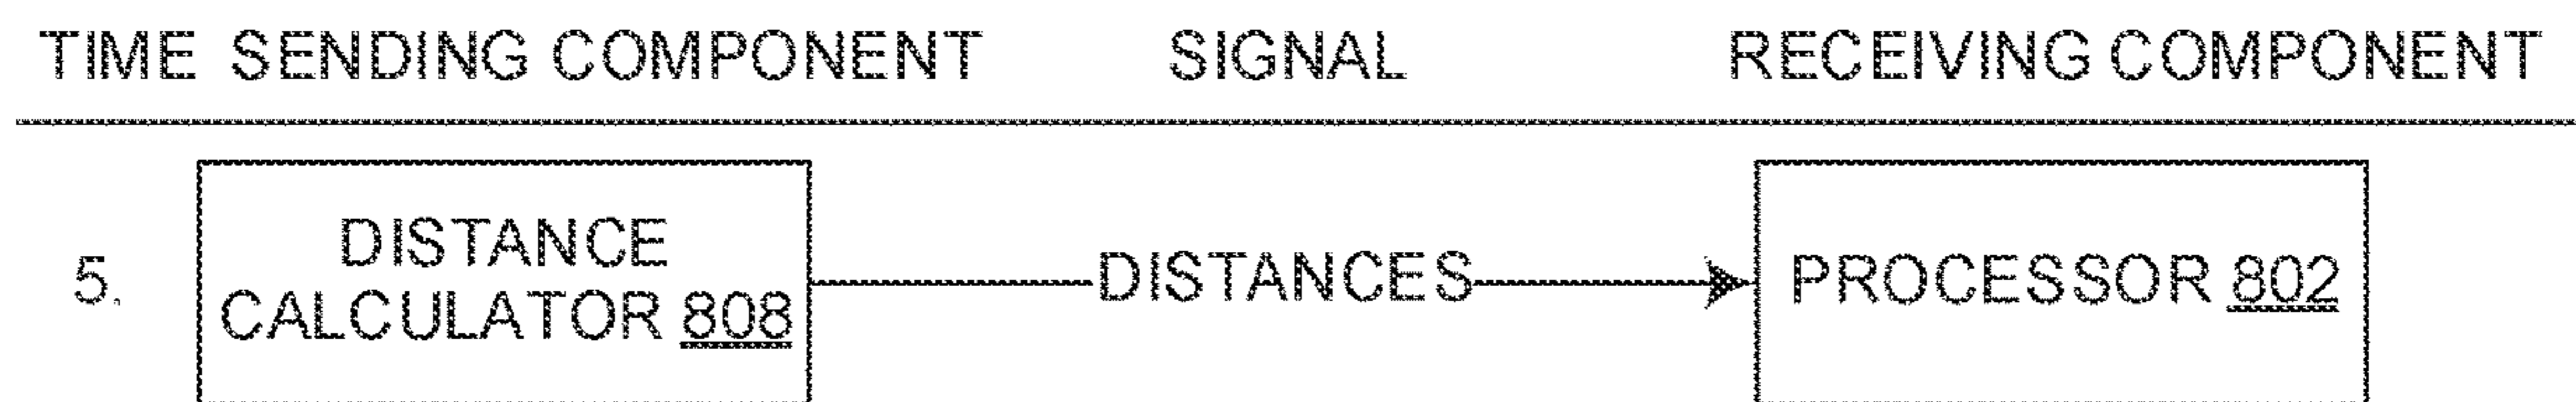 TIME SENDING COMPONENT SIGNAL RECEIVING COMPONENT
5. DISTANCE CALCULATOR 808 DISTANCES PROCESSOR 802